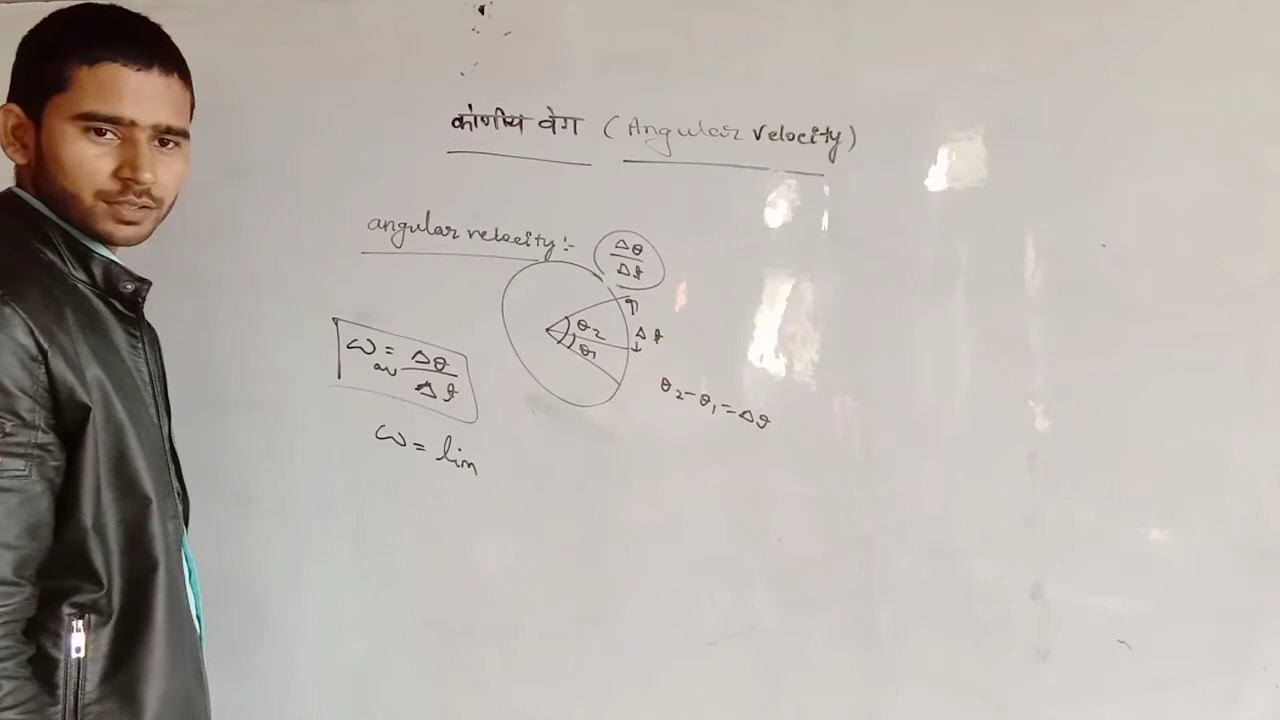 कोणीय वेग (Angular velocity)
angular velocity :- Δθ/Δt
θ2
θ1
Δt
ω av = Δθ/Δt
θ2 - θ1 = Δθ
ω = lim